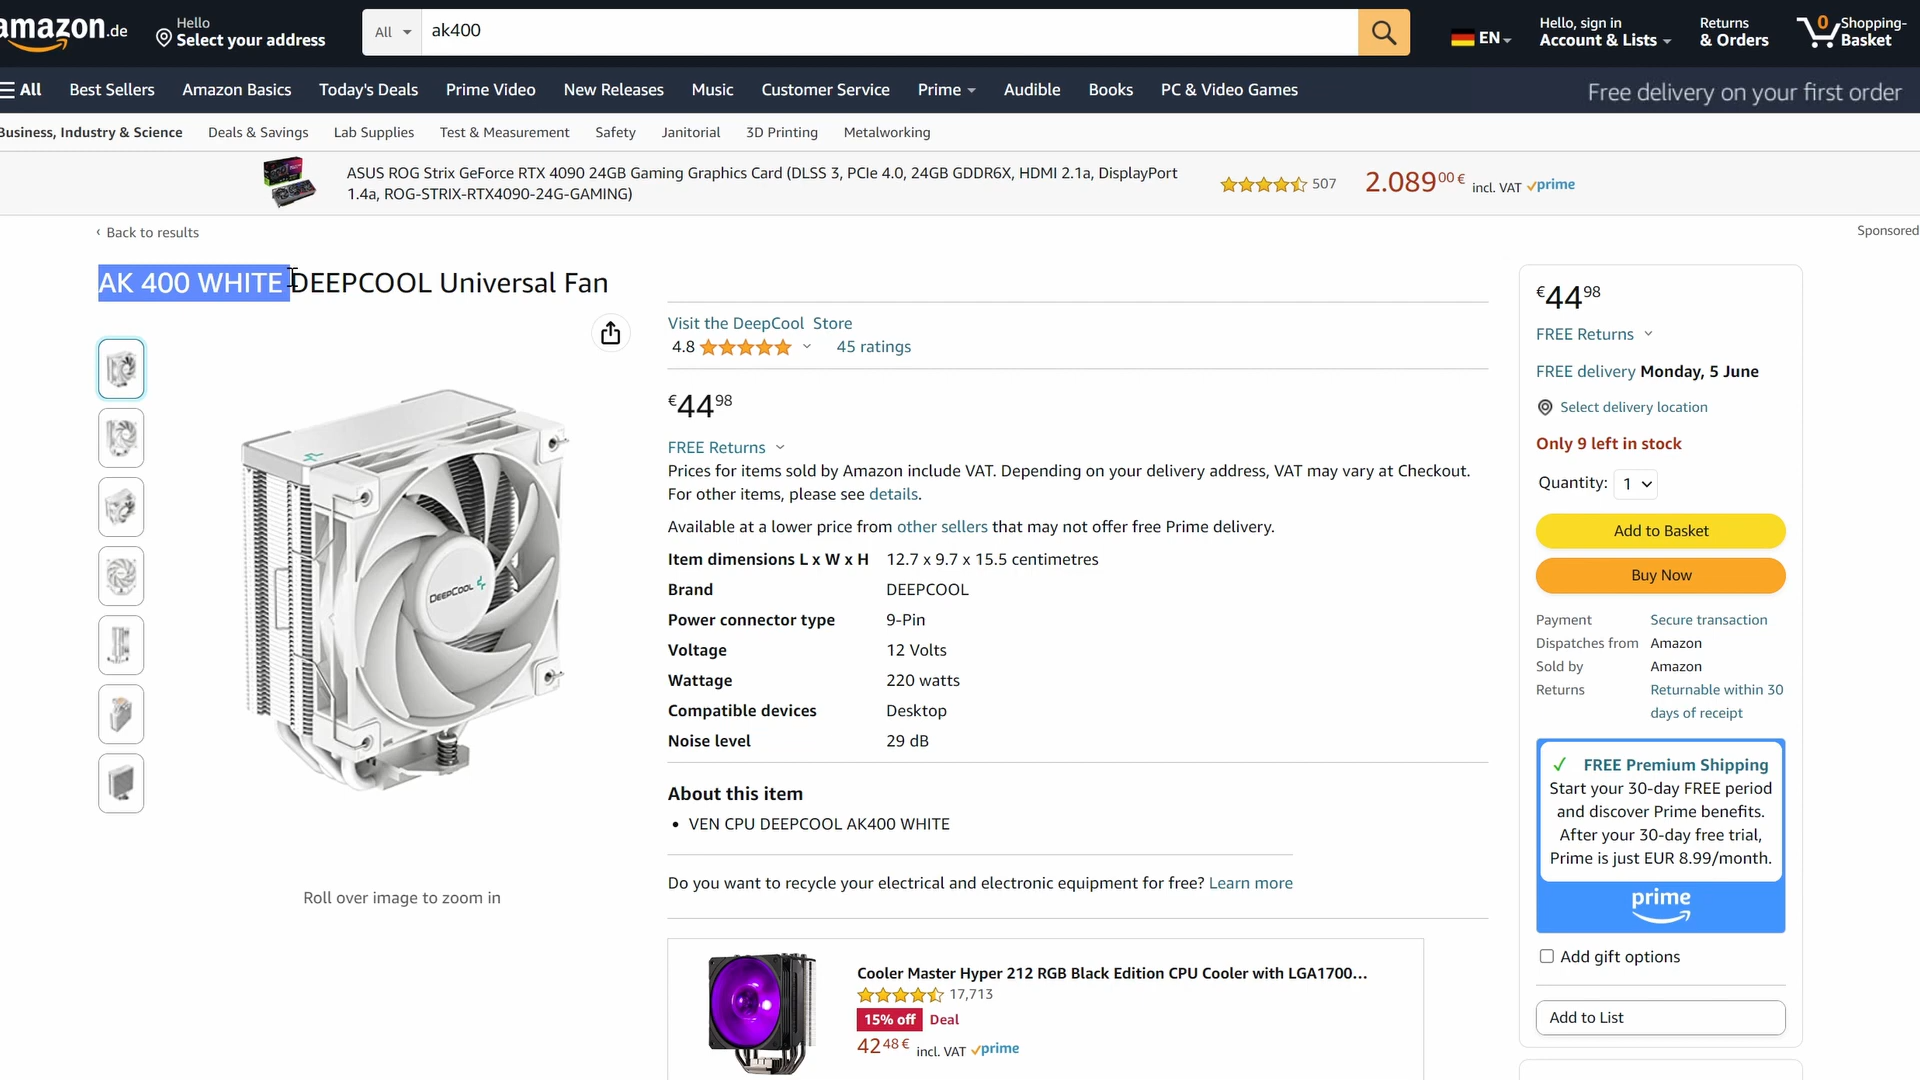 amazon.de
Hello
Select your address
All
ak400
EN
Hello, sign in
Account & Lists
Returns
& Orders
0
Shopping-
Basket
All
Best Sellers
Amazon Basics
Today's Deals
Prime Video
New Releases
Music
Customer Service
Prime
Audible
Books
PC & Video Games
Free delivery on your first order
Business, Industry & Science
Deals & Savings
Lab Supplies
Test & Measurement
Safety
Janitorial
3D Printing
Metalworking
ASUS ROG Strix GeForce RTX 4090 24GB Gaming Graphics Card (DLSS 3, PCIe 4.0, 24GB GDDR6X, HDMI 2.1a, DisplayPort
1.4a, ROG-STRIX-RTX4090-24G-GAMING)
507
2.089,00 € incl. VAT prime
‹ Back to results
Sponsored
AK 400 WHITE DEEPCOOL Universal Fan
DEEPCOOL
Roll over image to zoom in
Visit the DeepCool Store
4.8
45 ratings
€44 98
FREE Returns
Prices for items sold by Amazon include VAT. Depending on your delivery address, VAT may vary at Checkout.
For other items, please see details.
Available at a lower price from other sellers that may not offer free Prime delivery.
Item dimensions L x W x H 12.7 x 9.7 x 15.5 centimetres
Brand DEEPCOOL
Power connector type 9-Pin
Voltage 12 Volts
Wattage 220 watts
Compatible devices Desktop
Noise level 29 dB
About this item
• VEN CPU DEEPCOOL AK400 WHITE
Do you want to recycle your electrical and electronic equipment for free? Learn more
Cooler Master Hyper 212 RGB Black Edition CPU Cooler with LGA1700...
17,713
15% off Deal
42 48 € incl. VAT prime
€44 98
FREE Returns
FREE delivery Monday, 5 June
Select delivery location
Only 9 left in stock
Quantity: 1
Add to Basket
Buy Now
Payment Secure transaction
Dispatches from Amazon
Sold by Amazon
Returns Returnable within 30
days of receipt
✓ FREE Premium Shipping
Start your 30-day FREE period
and discover Prime benefits.
After your 30-day free trial,
Prime is just EUR 8.99/month.
prime
Add gift options
Add to List